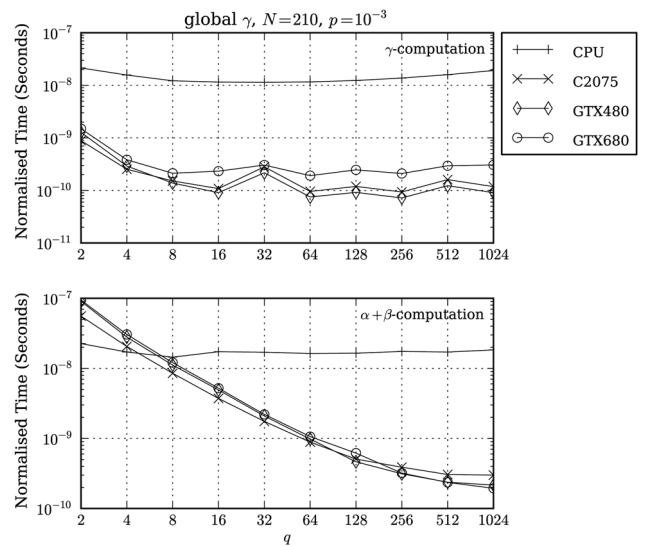 global γ, N=210, p=10⁻³
Normalised Time (Seconds)
10⁻⁷
10⁻⁸
10⁻⁹
10⁻¹⁰
10⁻¹¹
γ-computation
2 4 8 16 32 64 128 256 512 1024
CPU
C2075
GTX480
GTX680
Normalised Time (Seconds)
10⁻⁷
10⁻⁸
10⁻⁹
10⁻¹⁰
α+β-computation
2 4 8 16 32 64 128 256 512 1024
q